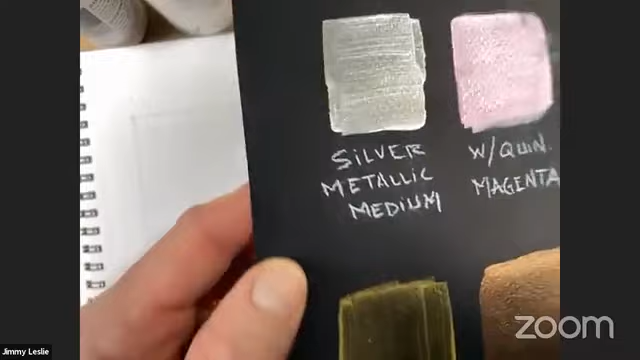 SILVER
METALLIC
MEDIUM
W/QUIN.
MAGENTA
Jimmy Leslie
zoom